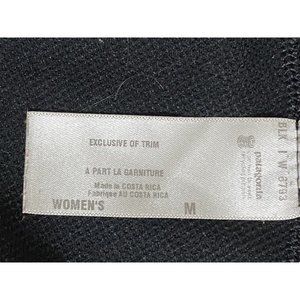 EXCLUSIVE OF TRIM
A PART LA GARNITURE
Made in COSTA RICA
Fabriqué AU COSTA RICA
WOMEN'S M
patagonia
BLK I W 6793